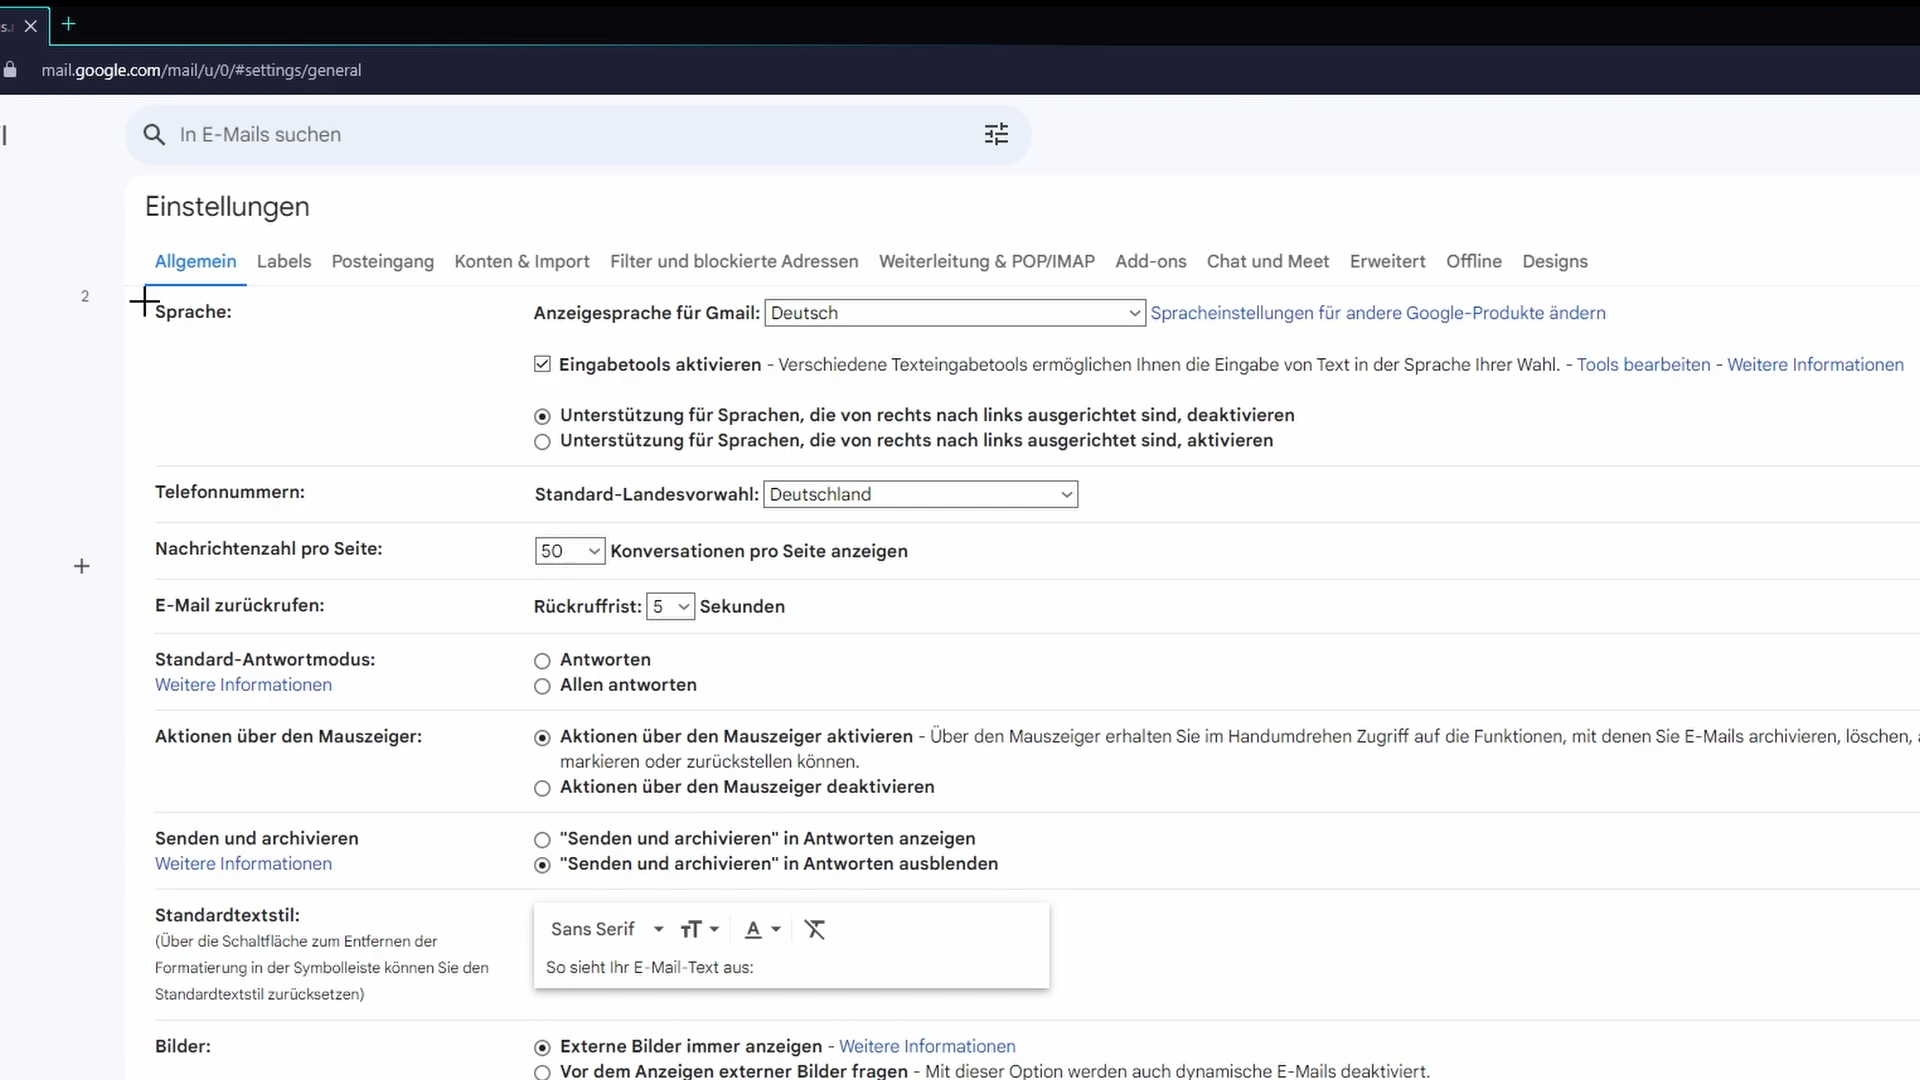 mail.google.com/mail/u/0/#settings/general
In E-Mails suchen
Einstellungen
Allgemein Labels Posteingang Konten & Import Filter und blockierte Adressen Weiterleitung & POP/IMAP Add-ons Chat und Meet Erweitert Offline Designs
2
Sprache: Anzeigesprache für Gmail: Deutsch Spracheinstellungen für andere Google-Produkte ändern
Eingabetools aktivieren - Verschiedene Texteingabetools ermöglichen Ihnen die Eingabe von Text in der Sprache Ihrer Wahl. - Tools bearbeiten - Weitere Informationen
Unterstützung für Sprachen, die von rechts nach links ausgerichtet sind, deaktivieren
Unterstützung für Sprachen, die von rechts nach links ausgerichtet sind, aktivieren
Telefonnummern: Standard-Landesvorwahl: Deutschland
Nachrichtenzahl pro Seite: 50 Konversationen pro Seite anzeigen
E-Mail zurückrufen: Rückruffrist: 5 Sekunden
Standard-Antwortmodus: Antworten
Weitere Informationen Allen antworten
Aktionen über den Mauszeiger: Aktionen über den Mauszeiger aktivieren - Über den Mauszeiger erhalten Sie im Handumdrehen Zugriff auf die Funktionen, mit denen Sie E-Mails archivieren, löschen,
markieren oder zurückstellen können.
Aktionen über den Mauszeiger deaktivieren
Senden und archivieren "Senden und archivieren" in Antworten anzeigen
Weitere Informationen "Senden und archivieren" in Antworten ausblenden
Standardtextstil: Sans Serif
(Über die Schaltfläche zum Entfernen der
Formatierung in der Symbolleiste können Sie den So sieht Ihr E-Mail-Text aus:
Standardtextstil zurücksetzen)
Bilder: Externe Bilder immer anzeigen - Weitere Informationen
Vor dem Anzeigen externer Bilder fragen - Mit dieser Option werden auch dynamische E-Mails deaktiviert.